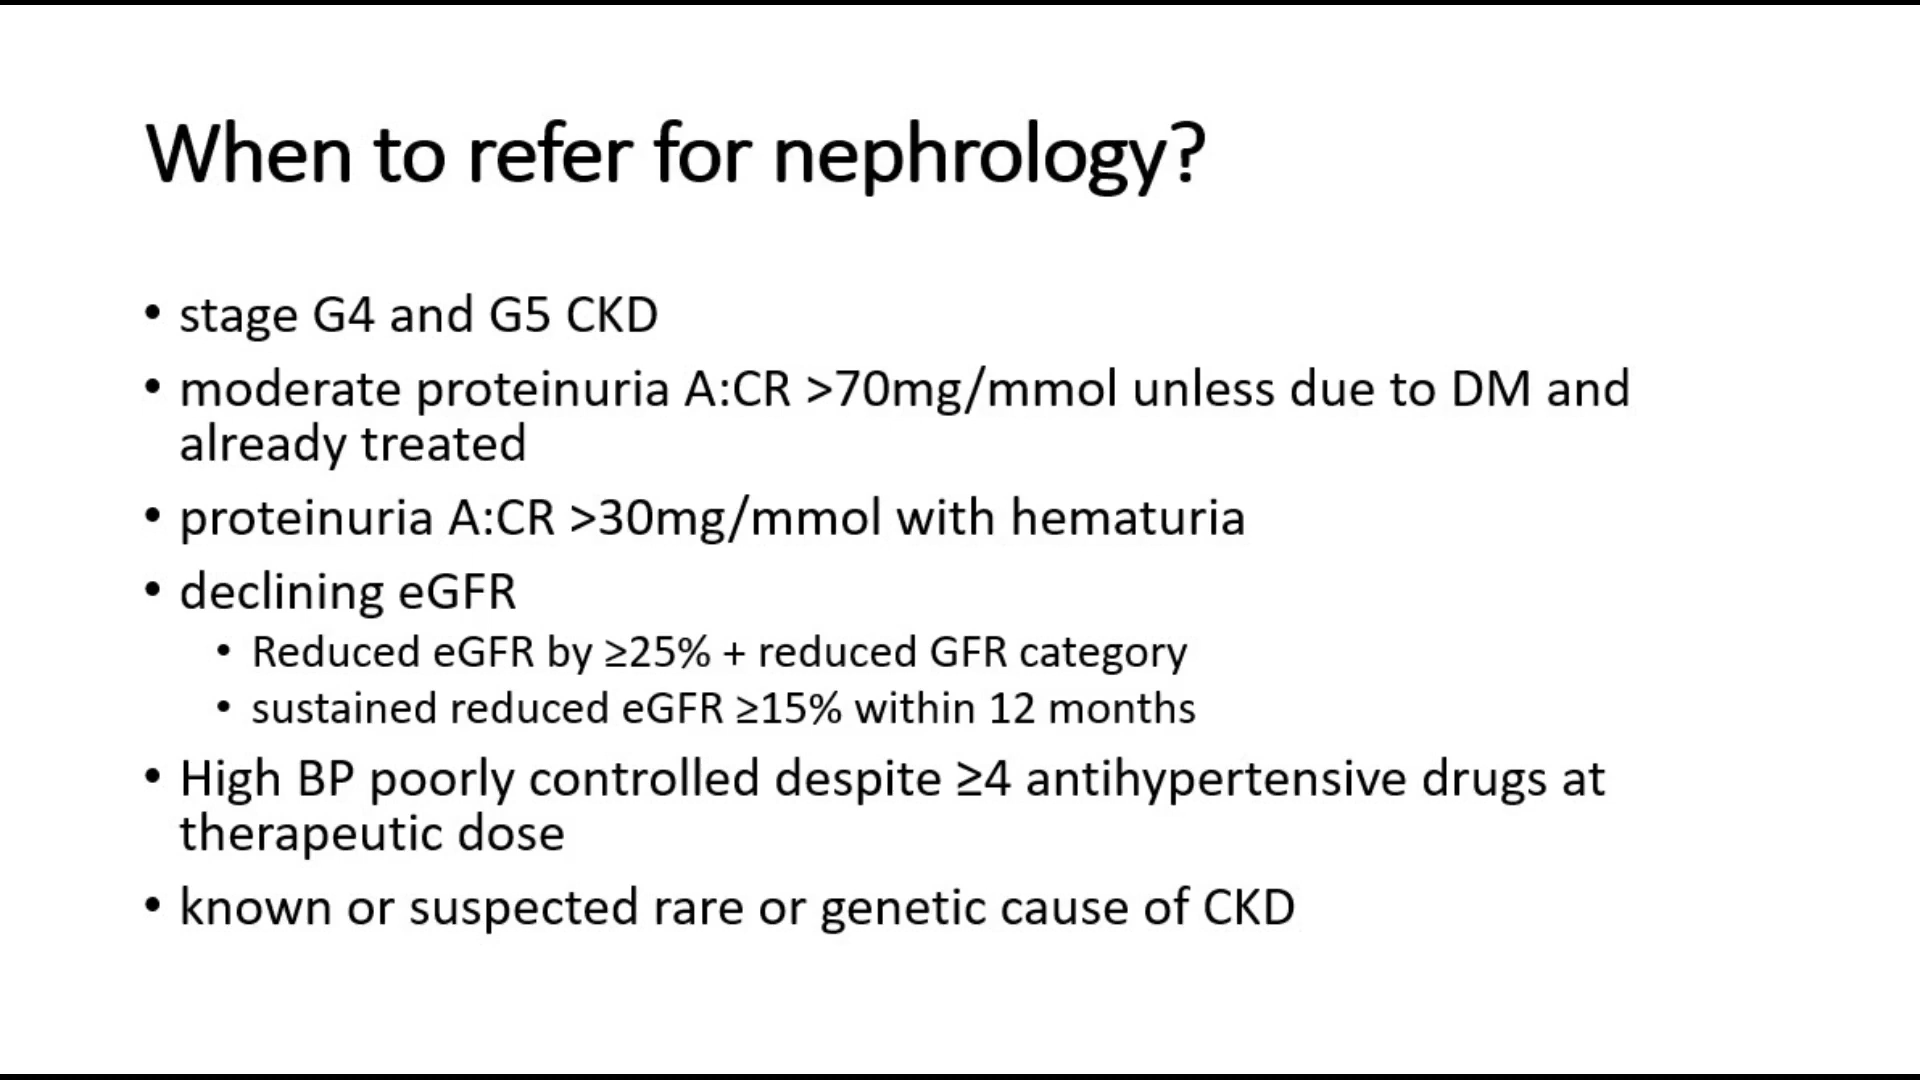 When to refer for nephrology?
• stage G4 and G5 CKD
• moderate proteinuria A:CR >70mg/mmol unless due to DM and
already treated
• proteinuria A:CR >30mg/mmol with hematuria
• declining eGFR
• Reduced eGFR by ≥25% + reduced GFR category
• sustained reduced eGFR ≥15% within 12 months
• High BP poorly controlled despite ≥4 antihypertensive drugs at
therapeutic dose
• known or suspected rare or genetic cause of CKD